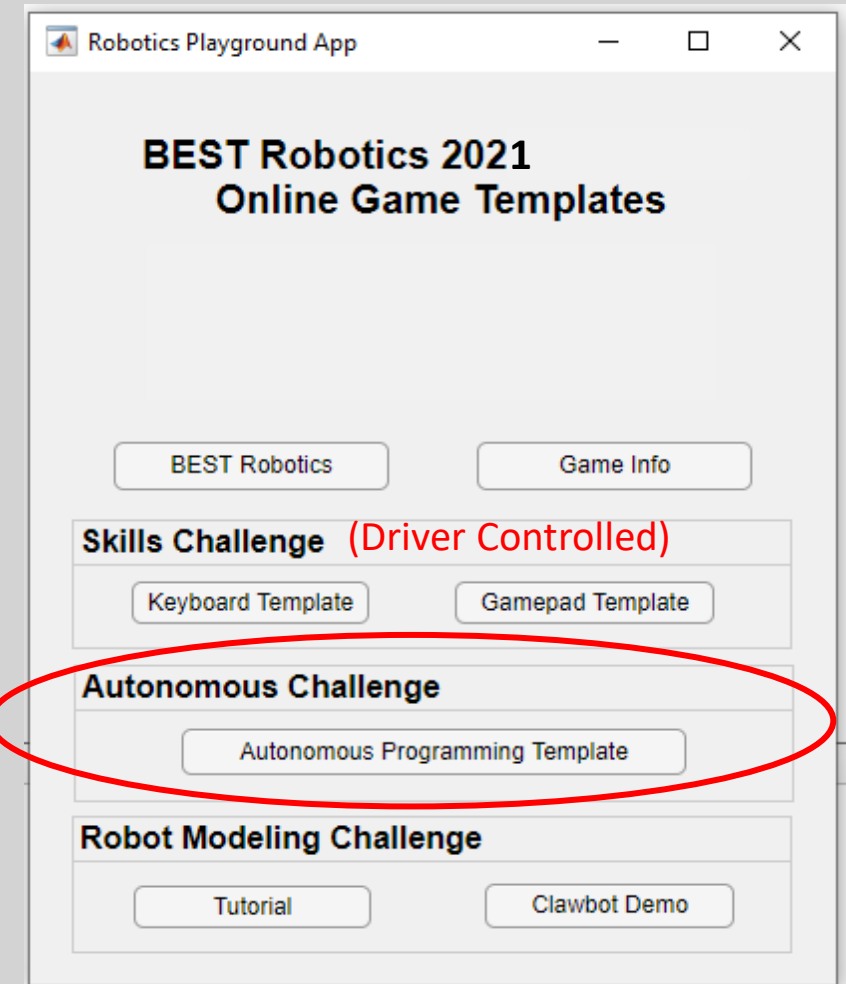 Robotics Playground App
BEST Robotics 2021
Online Game Templates
BEST Robotics
Game Info
Skills Challenge (Driver Controlled)
Keyboard Template
Gamepad Template
Autonomous Challenge
Autonomous Programming Template
Robot Modeling Challenge
Tutorial
Clawbot Demo